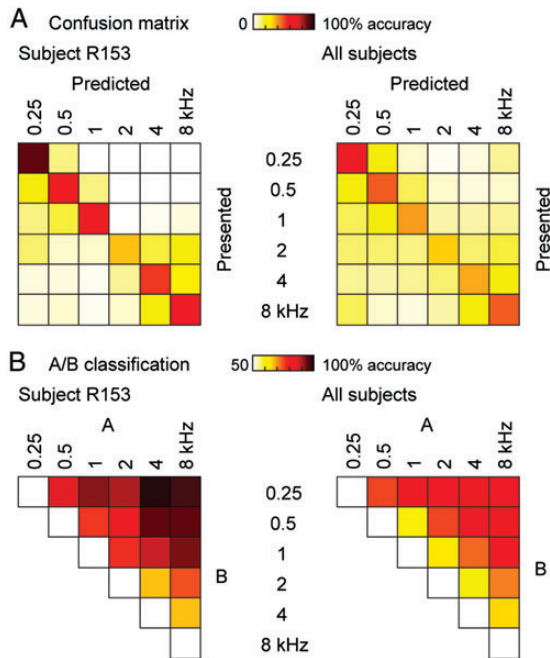 A Confusion matrix 0 100% accuracy
Subject R153 All subjects
Predicted Predicted
0.25 0.5 1 2 4 8 kHz 0.25 0.5 1 2 4 8 kHz
0.25
0.5
1
2
4
8 kHz
Presented Presented
B A/B classification 50 100% accuracy
Subject R153 All subjects
A A
0.25 0.5 1 2 4 8 kHz 0.25 0.5 1 2 4 8 kHz
0.25
0.5
1
2
4
8 kHz
B B